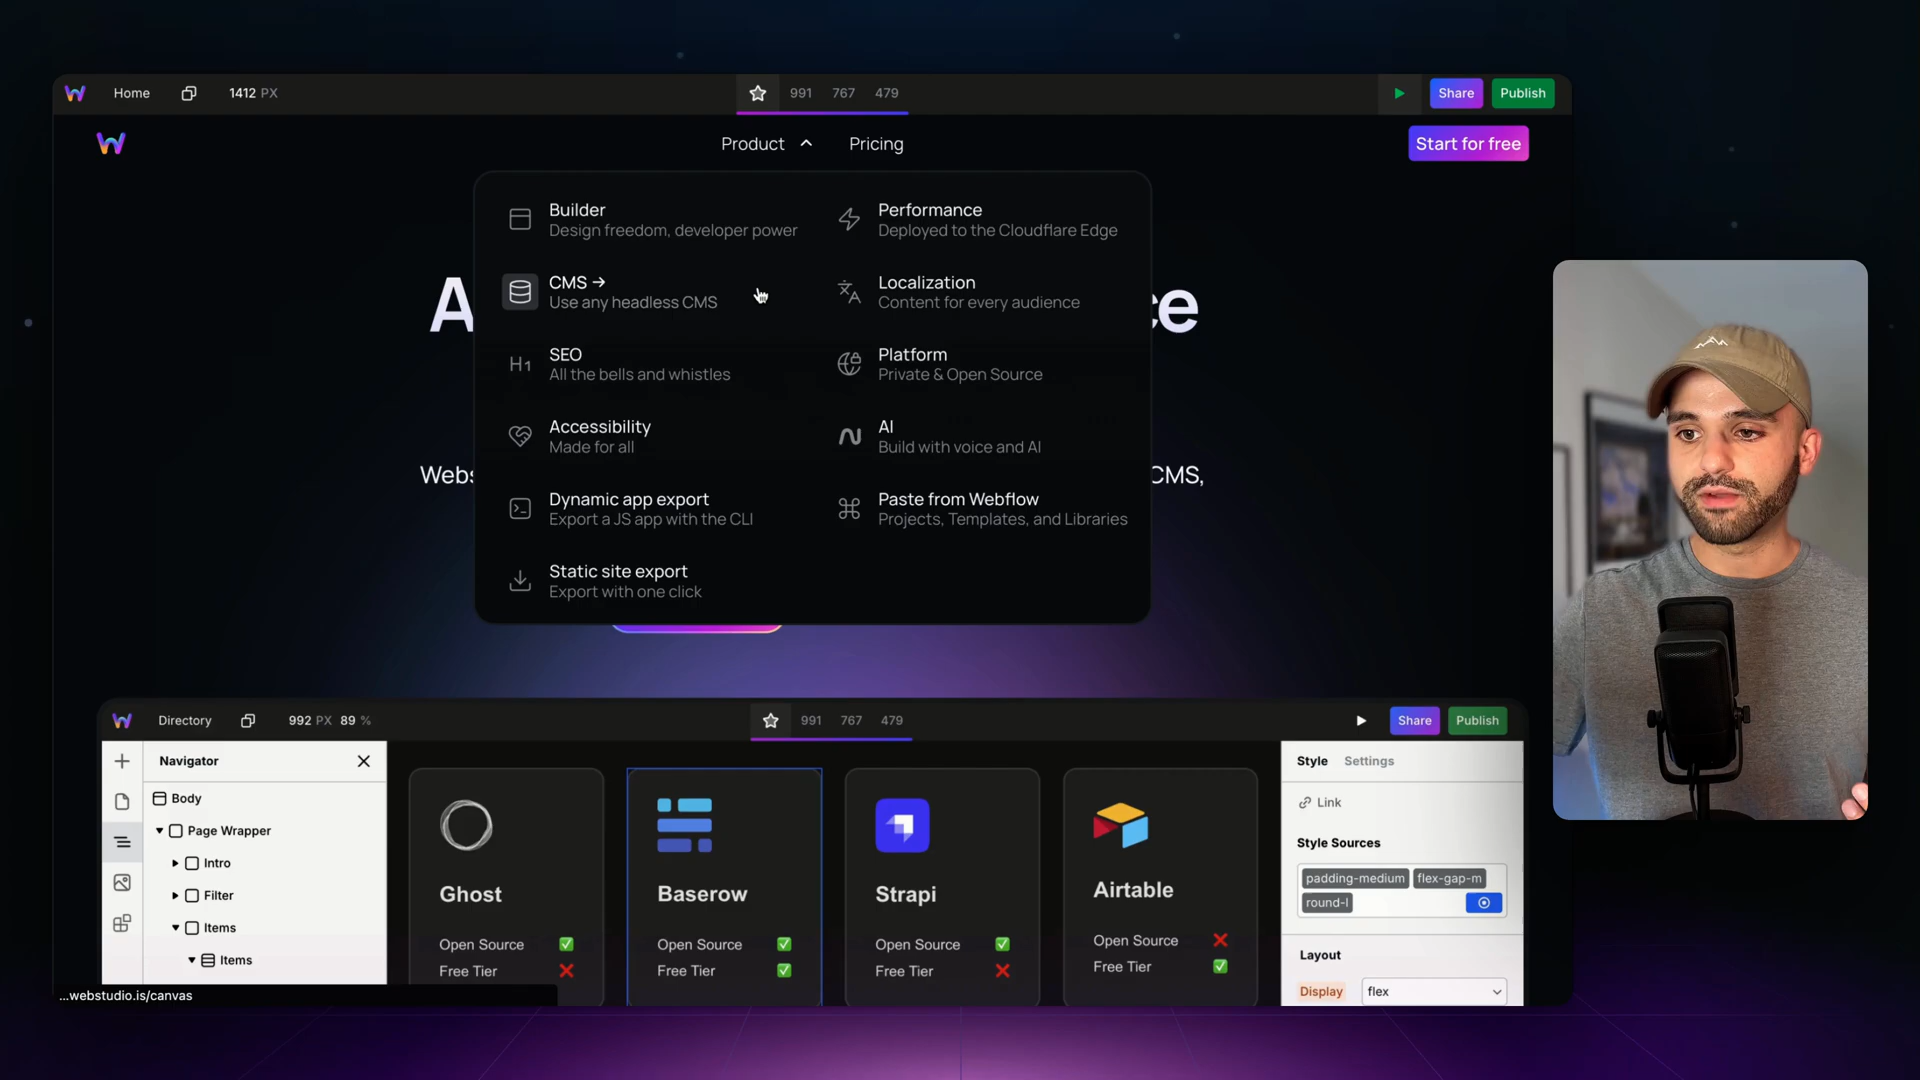 Home
1412 PX
991 767 479
Share
Publish
Product
Pricing
Start for free
Builder
Design freedom, developer power
CMS →
Use any headless CMS
SEO
All the bells and whistles
Accessibility
Made for all
Dynamic app export
Export a JS app with the CLI
Static site export
Export with one click
Performance
Deployed to the Cloudflare Edge
Localization
Content for every audience
Platform
Private & Open Source
AI
Build with voice and AI
Paste from Webflow
Projects, Templates, and Libraries
A
ce
Webs
CMS,
Directory
992 PX 89 %
991 767 479
Share
Publish
Navigator
Body
Page Wrapper
Intro
Filter
Items
Items
Ghost
Open Source
Free Tier
Baserow
Open Source
Free Tier
Strapi
Open Source
Free Tier
Airtable
Open Source
Free Tier
Style Settings
Link
Style Sources
padding-medium flex-gap-m
round-l
Layout
Display flex
...webstudio.is/canvas
H1